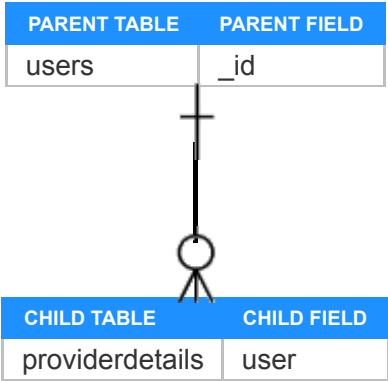 PARENT TABLE PARENT FIELD
users _id
CHILD TABLE CHILD FIELD
providerdetails user